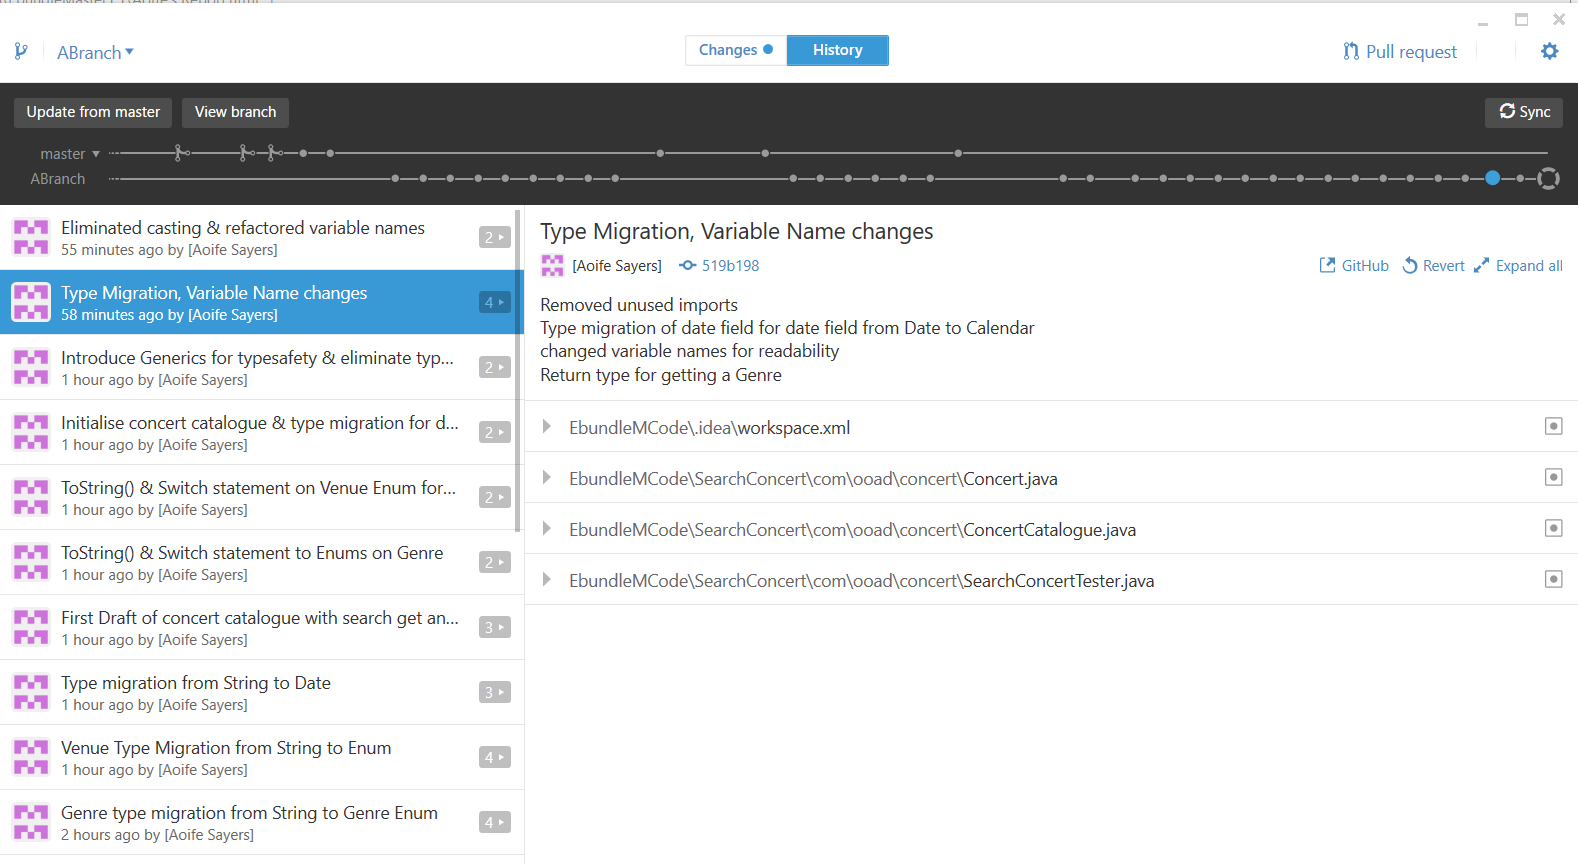 ABranch
Changes
History
Pull request
Update from master
View branch
Sync
master
ABranch
Eliminated casting & refactored variable names
55 minutes ago by [Aoife Sayers]
2
Type Migration, Variable Name changes
58 minutes ago by [Aoife Sayers]
4
Introduce Generics for typesafety & eliminate typ...
1 hour ago by [Aoife Sayers]
2
Initialise concert catalogue & type migration for d...
1 hour ago by [Aoife Sayers]
2
ToString() & Switch statement on Venue Enum for...
1 hour ago by [Aoife Sayers]
2
ToString() & Switch statement to Enums on Genre
1 hour ago by [Aoife Sayers]
2
First Draft of concert catalogue with search get an...
1 hour ago by [Aoife Sayers]
3
Type migration from String to Date
1 hour ago by [Aoife Sayers]
3
Venue Type Migration from String to Enum
1 hour ago by [Aoife Sayers]
4
Genre type migration from String to Genre Enum
2 hours ago by [Aoife Sayers]
4
Type Migration, Variable Name changes
[Aoife Sayers] 519b198
GitHub Revert Expand all
Removed unused imports
Type migration of date field for date field from Date to Calendar
changed variable names for readability
Return type for getting a Genre
EbundleMCode\.idea\workspace.xml
EbundleMCode\SearchConcert\com\ooad\concert\Concert.java
EbundleMCode\SearchConcert\com\ooad\concert\ConcertCatalogue.java
EbundleMCode\SearchConcert\com\ooad\concert\SearchConcertTester.java